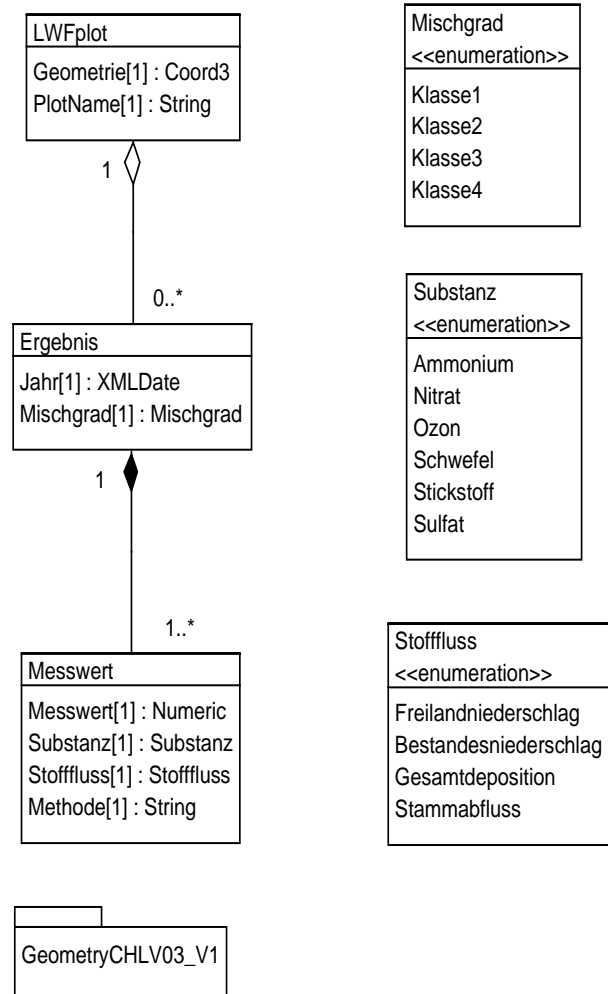 LWFplot
Geometrie[1] : Coord3
PlotName[1] : String
1
0..*
Ergebnis
Jahr[1] : XMLDate
Mischgrad[1] : Mischgrad
1
1..*
Messwert
Messwert[1] : Numeric
Substanz[1] : Substanz
Stofffluss[1] : Stofffluss
Methode[1] : String
GeometryCHLV03_V1
Mischgrad
<<enumeration>>
Klasse1
Klasse2
Klasse3
Klasse4
Substanz
<<enumeration>>
Ammonium
Nitrat
Ozon
Schwefel
Stickstoff
Sulfat
Stofffluss
<<enumeration>>
Freilandniederschlag
Bestandesniederschlag
Gesamtdeposition
Stammabfluss